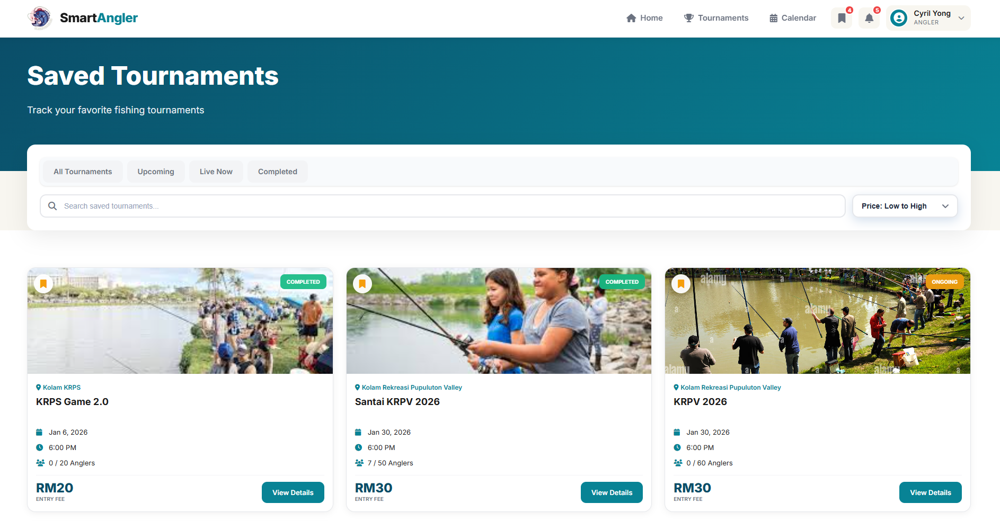 SmartAngler
Home
Tournaments
Calendar
4
5
Cyril Yong
ANGLER
Saved Tournaments
Track your favorite fishing tournaments
All Tournaments
Upcoming
Live Now
Completed
Search saved tournaments...
Price: Low to High
COMPLETED
Kolam KRPS
KRPS Game 2.0
Jan 6, 2026
6:00 PM
0 / 20 Anglers
RM20
ENTRY FEE
View Details
COMPLETED
Kolam Rekreasi Pupuluton Valley
Santai KRPV 2026
Jan 30, 2026
6:00 PM
7 / 50 Anglers
RM30
ENTRY FEE
View Details
alamy
a
ONGOING
a
alamy
a
a
a
a
a
alamy
a
alamy
a
a
Kolam Rekreasi Pupuluton Valley
KRPV 2026
Jan 30, 2026
6:00 PM
0 / 60 Anglers
RM30
ENTRY FEE
View Details